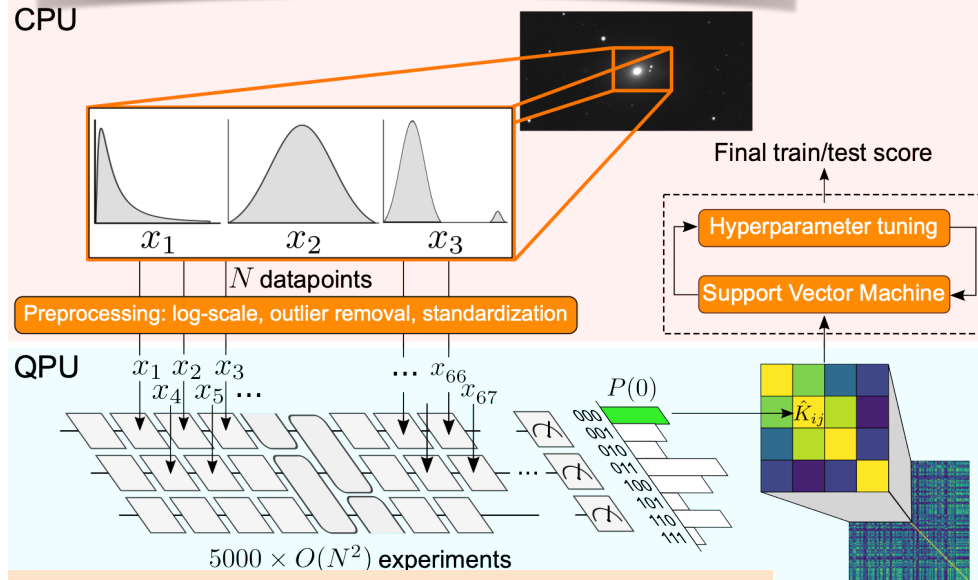 CPU
x₁
x₂
x₃
N datapoints
Preprocessing: log-scale, outlier removal, standardization
Final train/test score
Hyperparameter tuning
Support Vector Machine
QPU
x₁ x₂ x₃ ... x₆₆
x₄ x₅ ... x₆₇
P(0)
000
001
010
011
100
101
110
111
K̂ᵢⱼ
...
5000 × O(N²) experiments